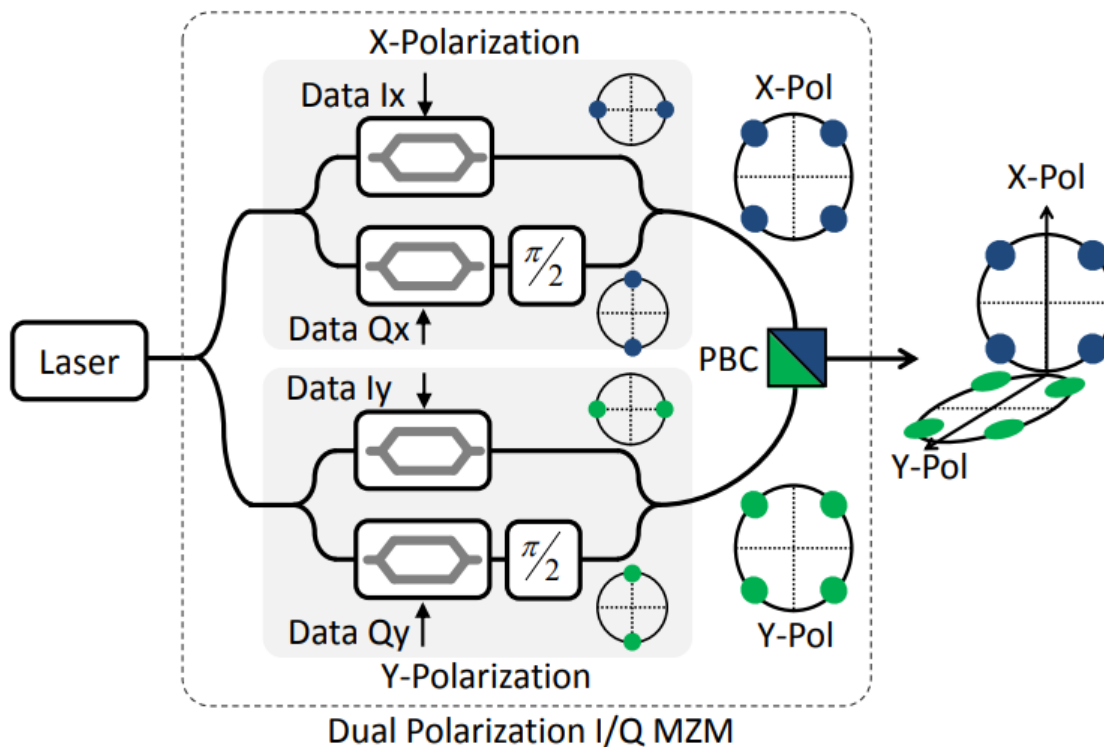 X-Polarization
Data Ix
X-Pol
X-Pol
π/2
Data Qx
Laser
PBC
Data Iy
Y-Pol
π/2
Data Qy
Y-Pol
Y-Polarization
Dual Polarization I/Q MZM